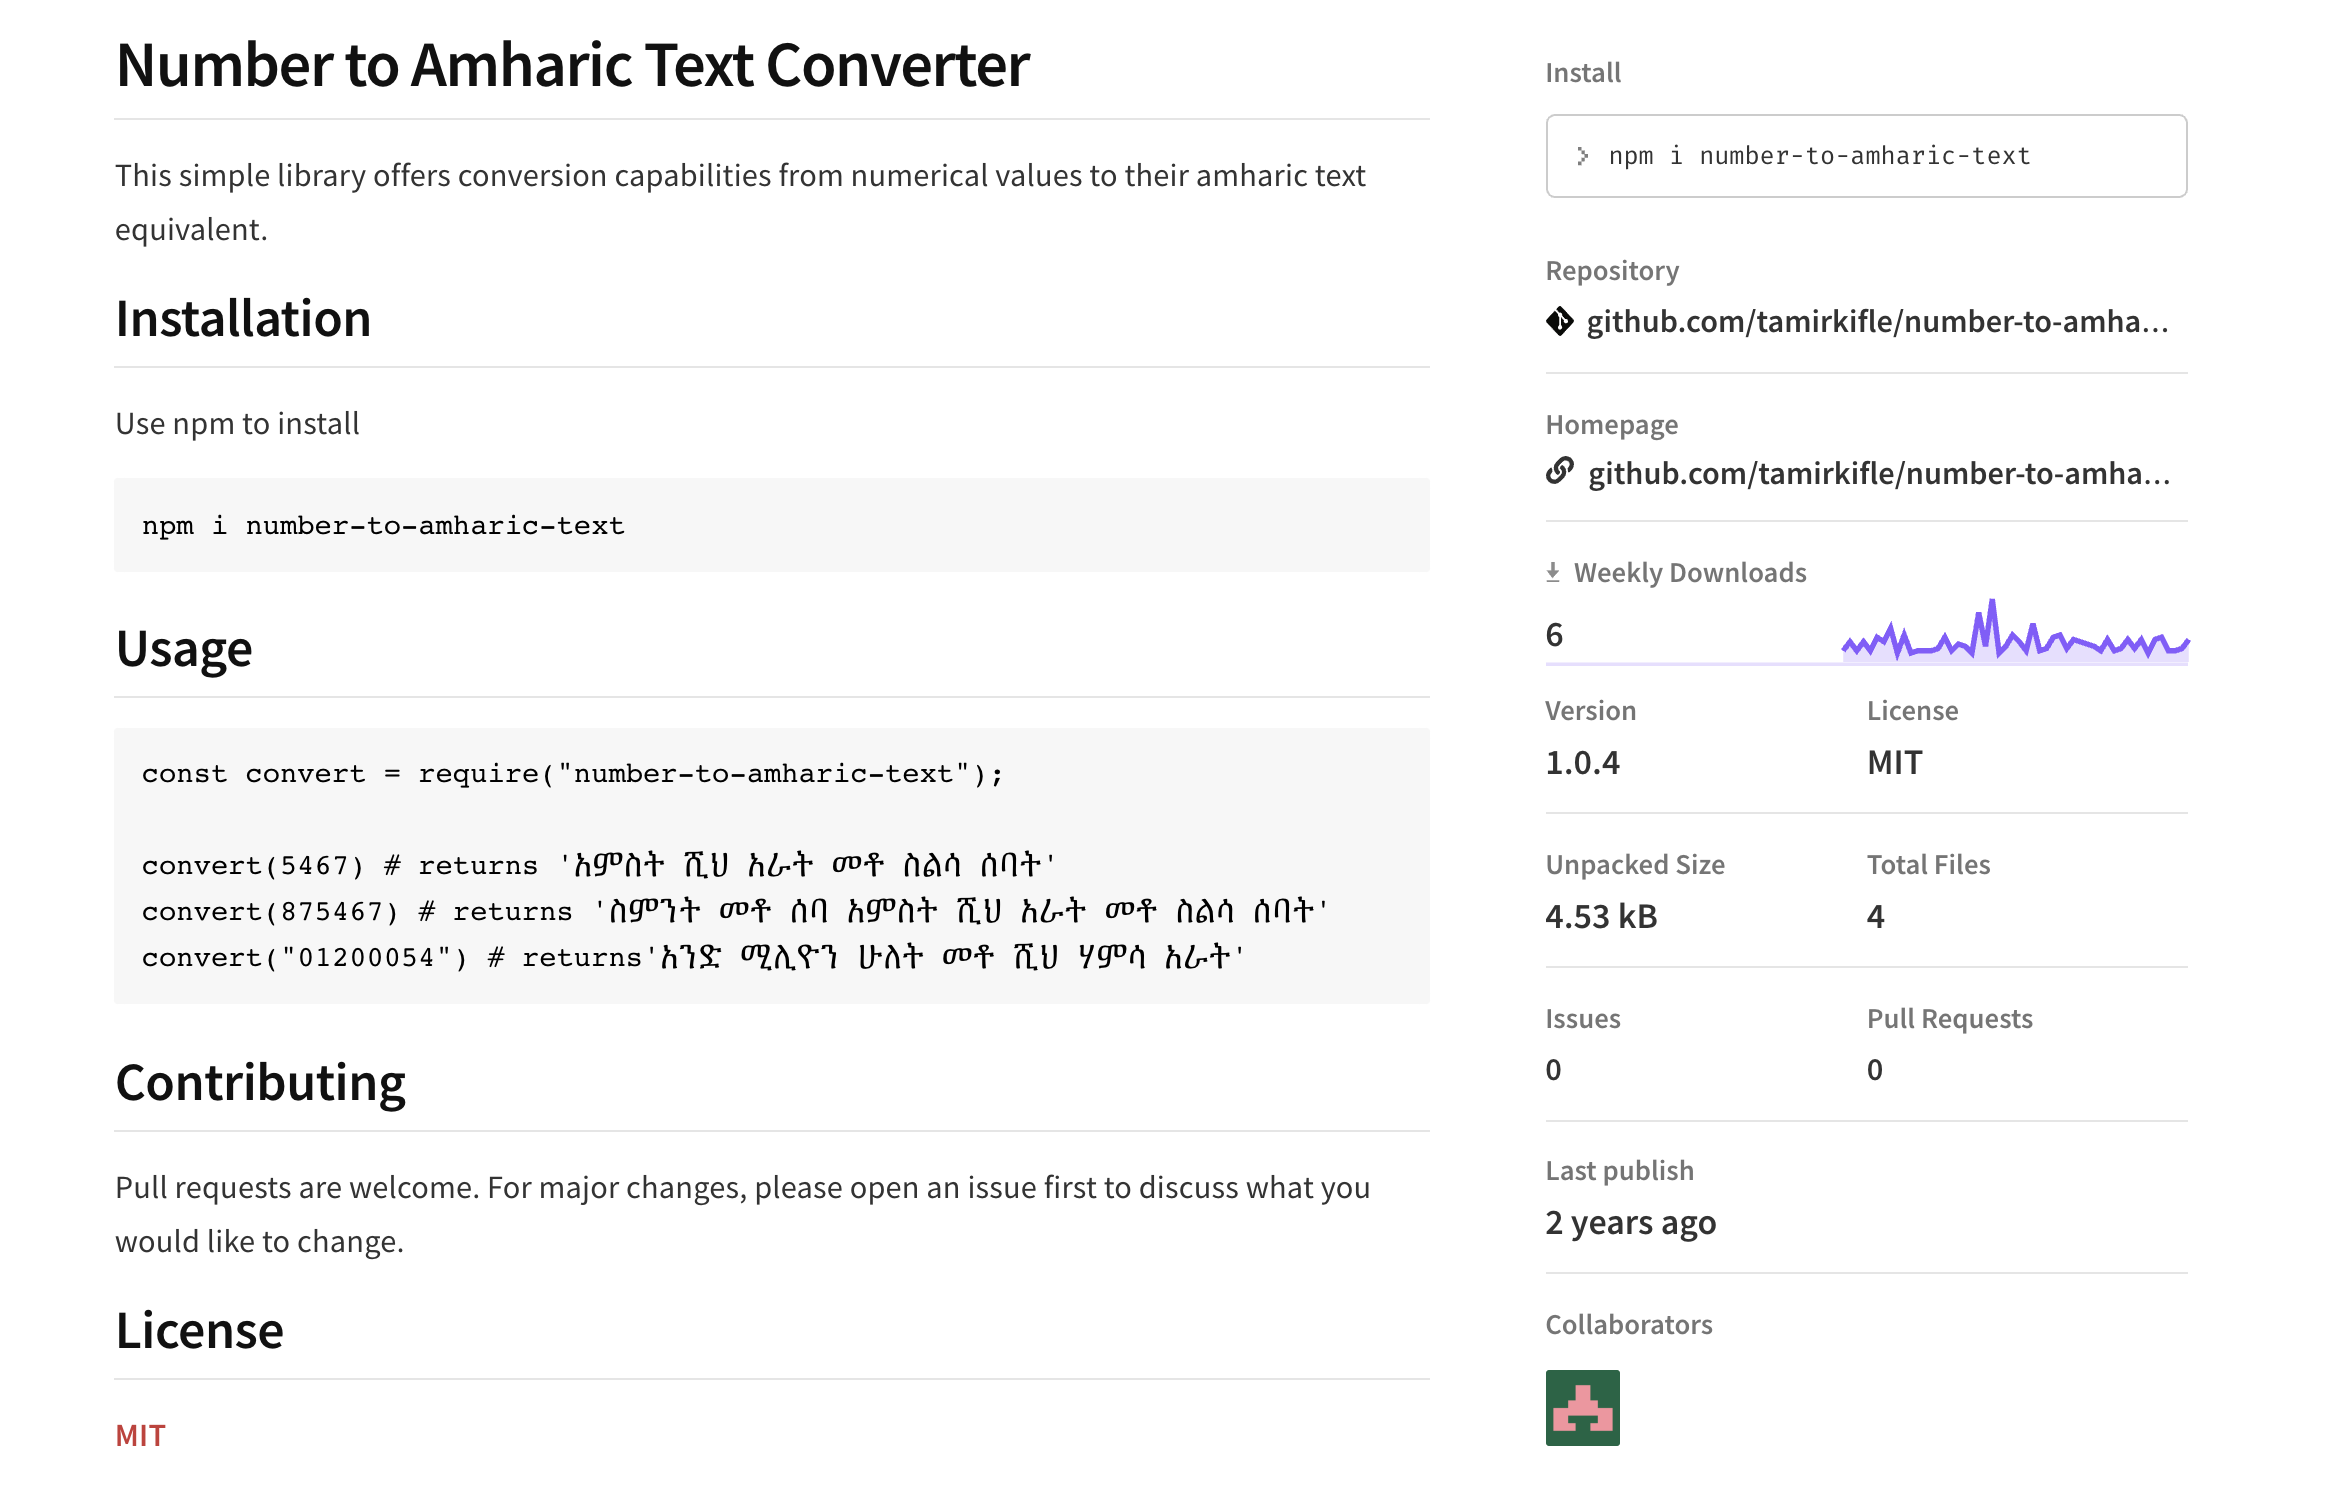 Number to Amharic Text Converter
This simple library offers conversion capabilities from numerical values to their amharic text
equivalent.
Installation
Use npm to install
npm i number-to-amharic-text
Usage
const convert = require("number-to-amharic-text");
convert(5467) # returns 'አምስት ሺህ አራት መቶ ስልሳ ሰባት'
convert(875467) # returns 'ስምንት መቶ ሰባ አምስት ሺህ አራት መቶ ስልሳ ሰባት'
convert("01200054") # returns'አንድ ሚሊዮን ሁለት መቶ ሺህ ሃምሳ አራት'
Contributing
Pull requests are welcome. For major changes, please open an issue first to discuss what you
would like to change.
License
MIT
Install
> npm i number-to-amharic-text
Repository
github.com/tamirkifle/number-to-amha...
Homepage
github.com/tamirkifle/number-to-amha...
Weekly Downloads
6
Version
License
1.0.4
MIT
Unpacked Size
Total Files
4.53 kB
4
Issues
Pull Requests
0
0
Last publish
2 years ago
Collaborators